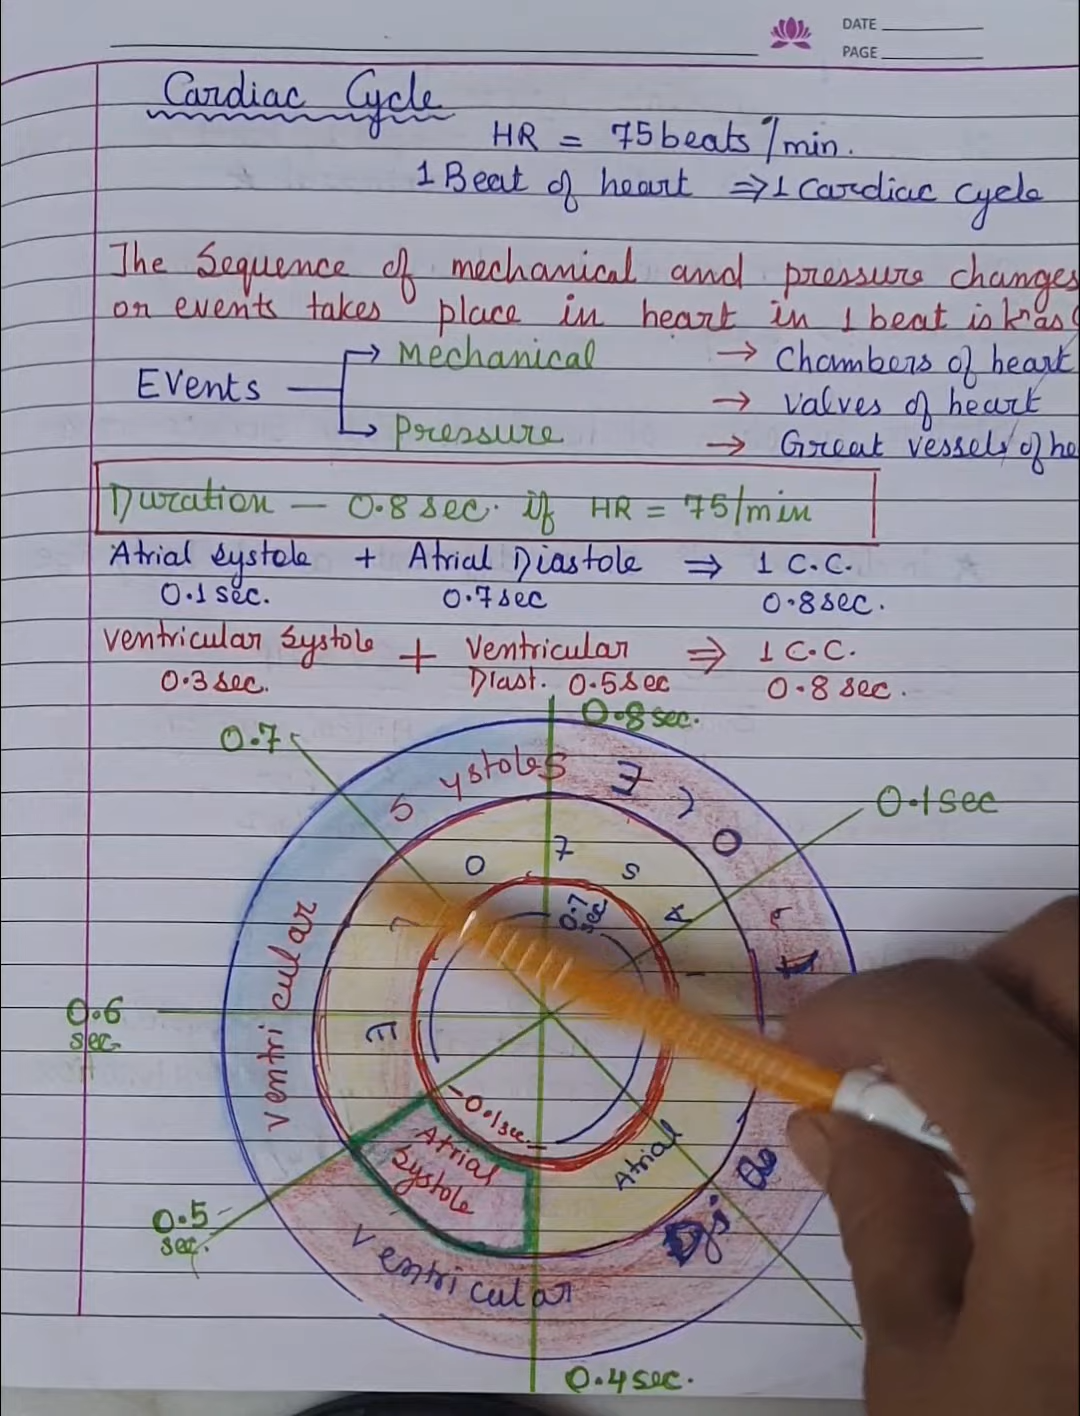 DATE
PAGE
Cardiac Cycle
HR = 75 beats/min.
1 Beat of heart ⇒ 1 Cardiac Cycle
The Sequence of mechanical and pressure changes
or events takes place in heart in 1 beat is k'as
Events → Mechanical → Chambers of heart
→ valves of heart
→ Pressure → Great vessels of he
Duration — 0.8 sec. if HR = 75/min
Atrial systole + Atrial Diastole ⇒ 1 C.C.
0.1 sec. 0.7 sec 0.8 sec.
ventricular systole + Ventricular ⇒ 1 C.C.
0.3 sec. Diast. 0.5 sec 0.8 sec.
0.8 sec.
0.7
0.1 sec
ventricular Systoles
0.7 sec
0.6 sec.
-0.1 sec.-
Atrial Systole
Atrial
0.5 sec.
ventricular
0.4 sec.